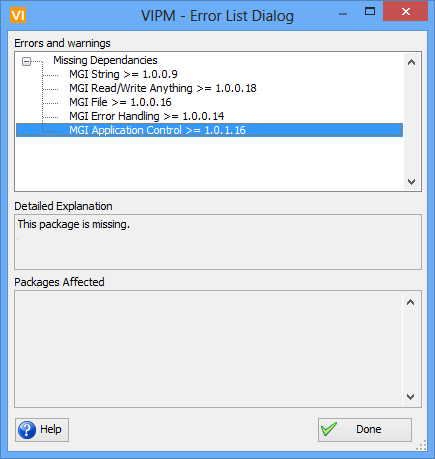 VI
VIPM - Error List Dialog
Errors and warnings
Missing Dependancies
MGI String >= 1.0.0.9
MGI Read/Write Anything >= 1.0.0.18
MGI File >= 1.0.0.16
MGI Error Handling >= 1.0.0.14
MGI Application Control >= 1.0.1.16
Detailed Explanation
This package is missing.
Packages Affected
? Help
Done